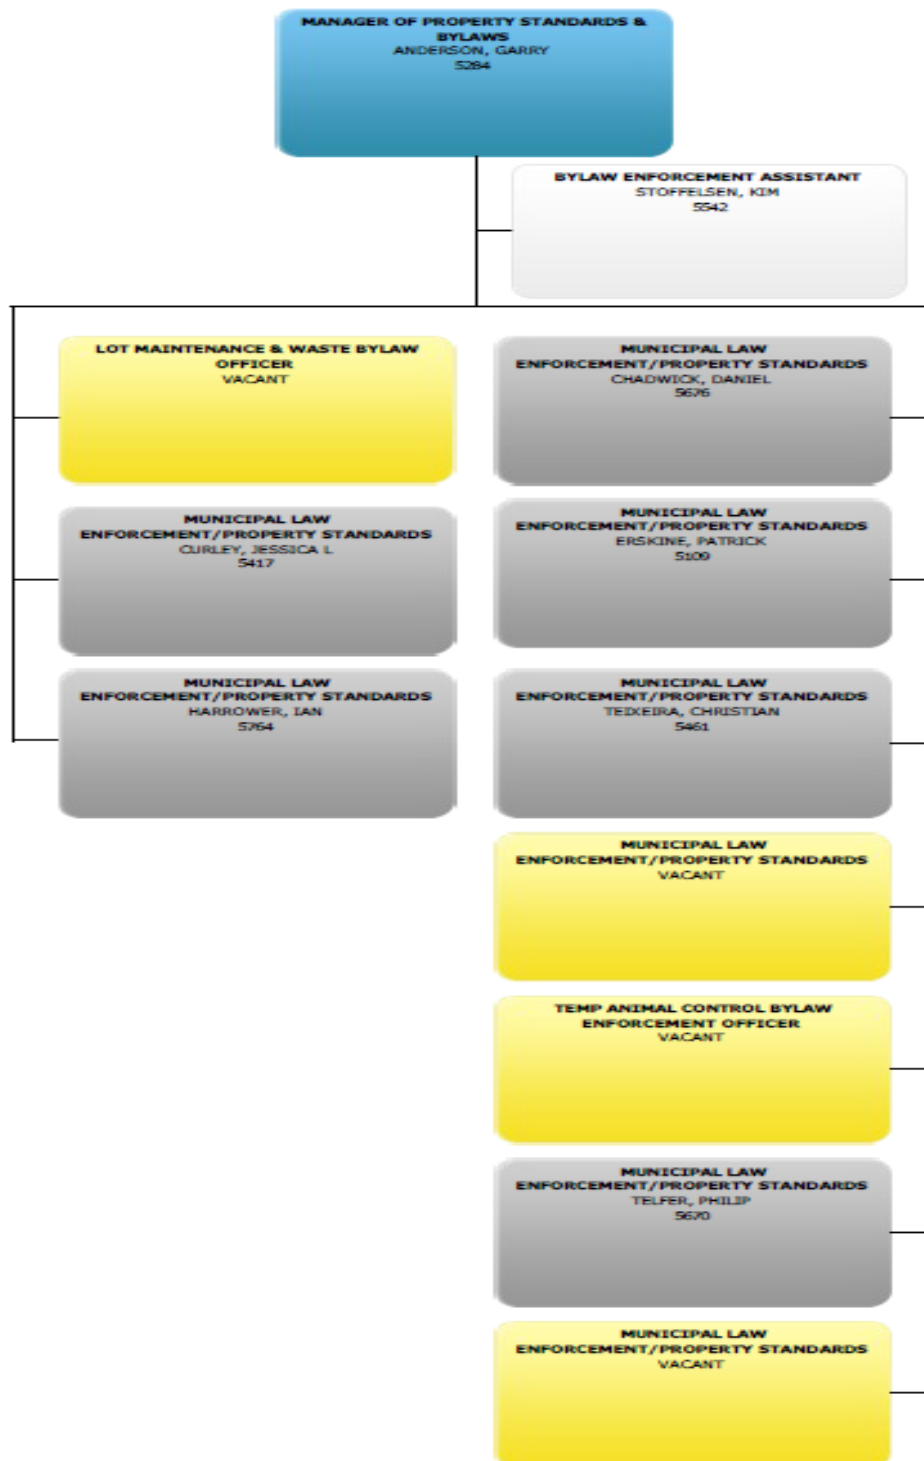 MANAGER OF PROPERTY STANDARDS &
BYLAWS
ANDERSON, GARRY
5284
BYLAW ENFORCEMENT ASSISTANT
STOFFELSEN, KIM
5542
LOT MAINTENANCE & WASTE BYLAW
OFFICER
VACANT
MUNICIPAL LAW
ENFORCEMENT/PROPERTY STANDARDS
CURLEY, JESSICA L
5417
MUNICIPAL LAW
ENFORCEMENT/PROPERTY STANDARDS
HARROWER, IAN
5764
MUNICIPAL LAW
ENFORCEMENT/PROPERTY STANDARDS
CHADWICK, DANIEL
5676
MUNICIPAL LAW
ENFORCEMENT/PROPERTY STANDARDS
ERSKINE, PATRICK
5109
MUNICIPAL LAW
ENFORCEMENT/PROPERTY STANDARDS
TEIXEIRA, CHRISTIAN
5461
MUNICIPAL LAW
ENFORCEMENT/PROPERTY STANDARDS
VACANT
TEMP ANIMAL CONTROL BYLAW
ENFORCEMENT OFFICER
VACANT
MUNICIPAL LAW
ENFORCEMENT/PROPERTY STANDARDS
TELFER, PHILIP
5670
MUNICIPAL LAW
ENFORCEMENT/PROPERTY STANDARDS
VACANT